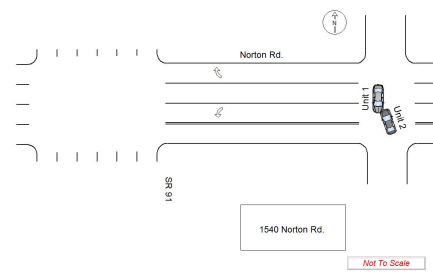 N
Norton Rd.
Unit 1
Unit 2
SR 91
1540 Norton Rd.
Not To Scale